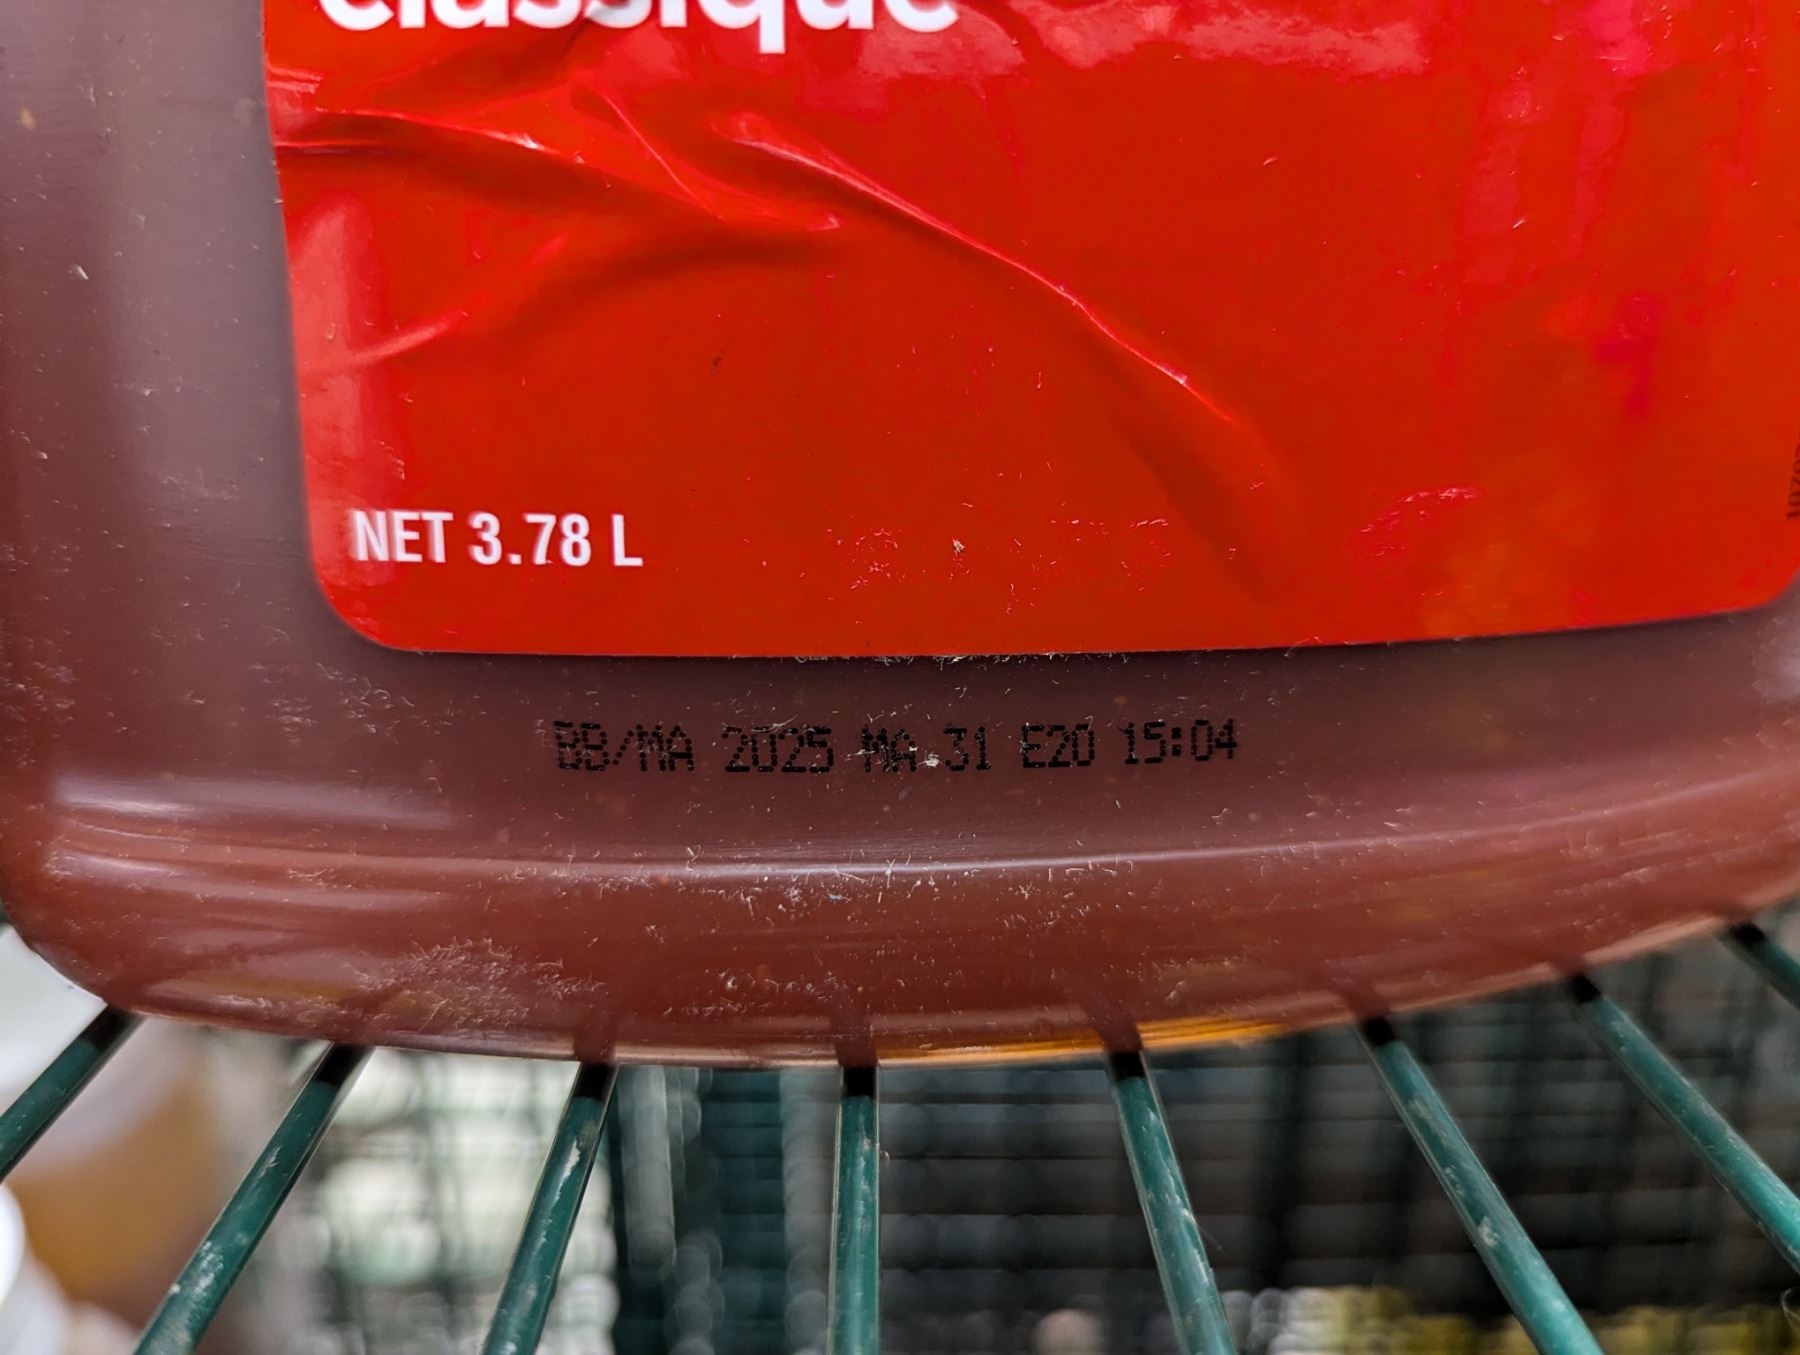 classique
NET 3.78 L
BB/MA 2025 MA 31 E20 15:04